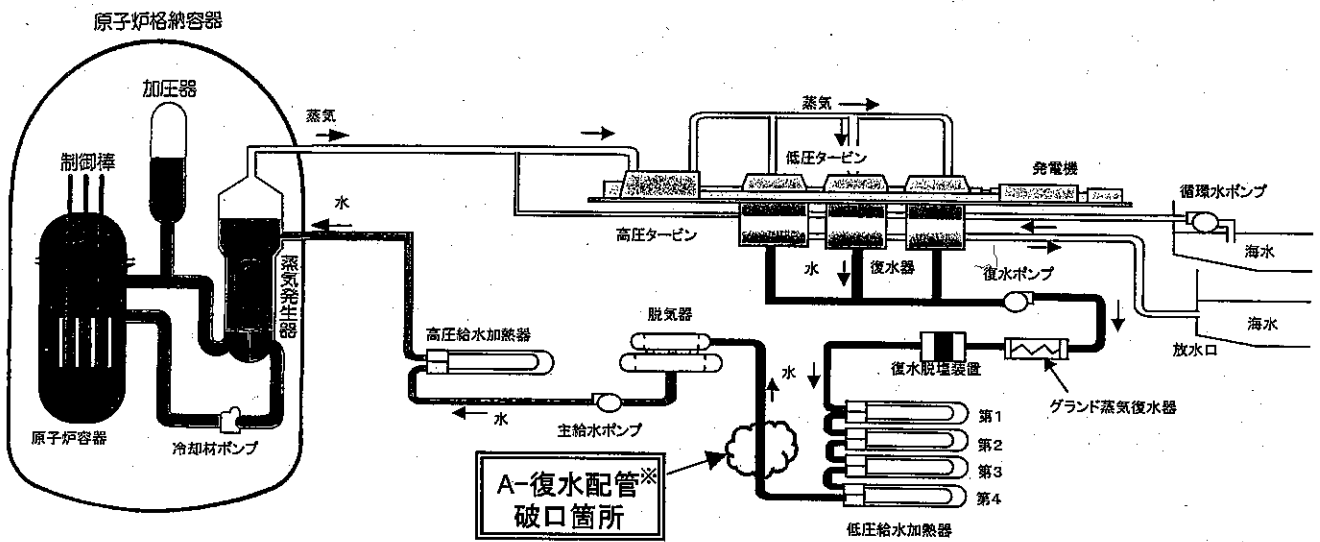 原子炉格納容器
加圧器
制御棒
蒸気
水
蒸気発生器
原子炉容器
冷却材ポンプ
蒸気
低圧タービン
発電機
高圧タービン
循環水ポンプ
海水
水
復水器
復水ポンプ
海水
放水口
脱気器
高圧給水加熱器
水
主給水ポンプ
水
復水脱塩装置
グランド蒸気復水器
第1
第2
第3
第4
低圧給水加熱器
A-復水配管※
破口箇所